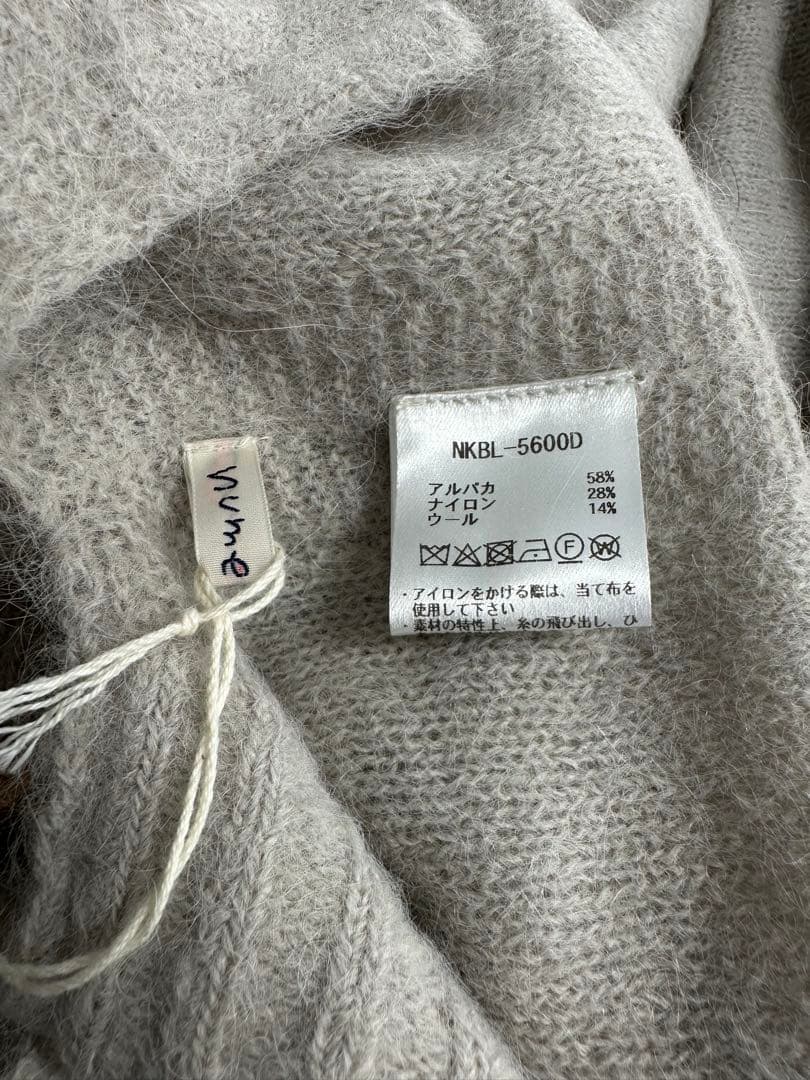 nume
NKBL-5600D
アルパカ 58%
ナイロン 28%
ウール 14%
F
W
・アイロンをかける際は、当て布を
使用して下さい
・素材の特性上、糸の飛び出し、ひ